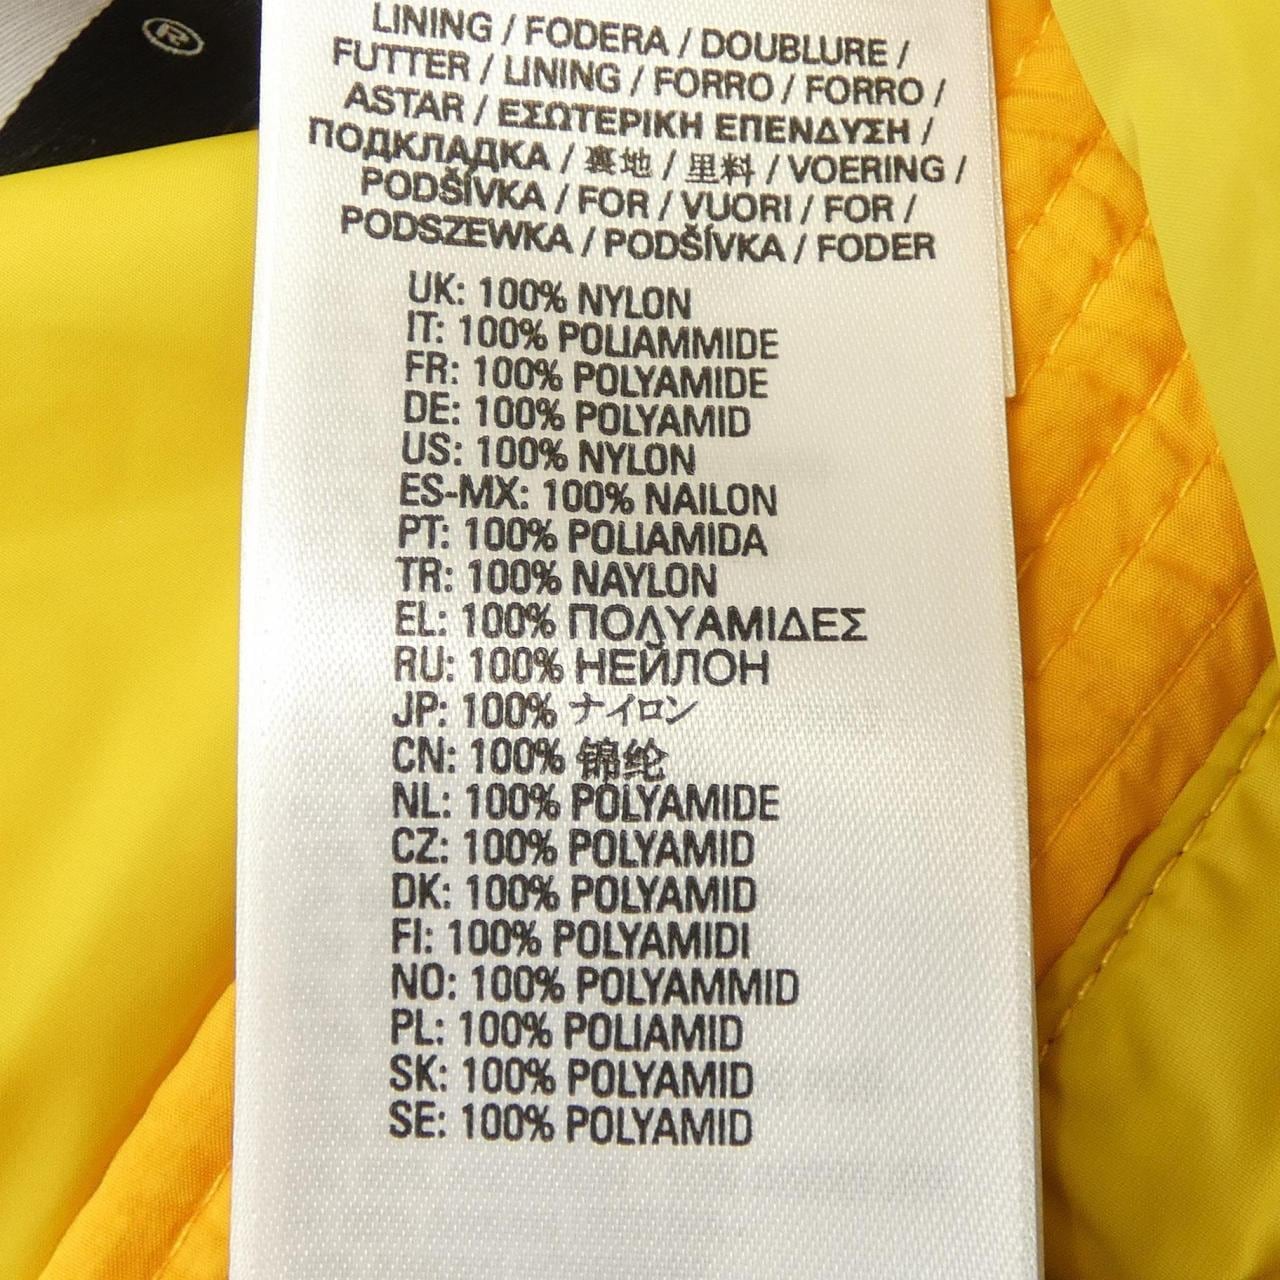 ®
LINING / FODERA / DOUBLURE /
FUTTER / LINING / FORRO / FORRO /
ASTAR / ΕΣΩΤΕΡΙΚΗ ΕΠΕΝΔΥΣΗ /
ПОДКЛАДКА / 裏地 / 里料 / VOERING /
PODŠÍVKA / FOR / VUORI / FOR /
PODSZEWKA / PODŠÍVKA / FODER
UK: 100% NYLON
IT: 100% POLIAMMIDE
FR: 100% POLYAMIDE
DE: 100% POLYAMID
US: 100% NYLON
ES-MX: 100% NAILON
PT: 100% POLIAMIDA
TR: 100% NAYLON
EL: 100% ΠΟΛΥΑΜΙΔΕΣ
RU: 100% НЕЙЛОН
JP: 100% ナイロン
CN: 100% 锦纶
NL: 100% POLYAMIDE
CZ: 100% POLYAMID
DK: 100% POLYAMID
FI: 100% POLYAMIDI
NO: 100% POLYAMMID
PL: 100% POLIAMID
SK: 100% POLYAMID
SE: 100% POLYAMID